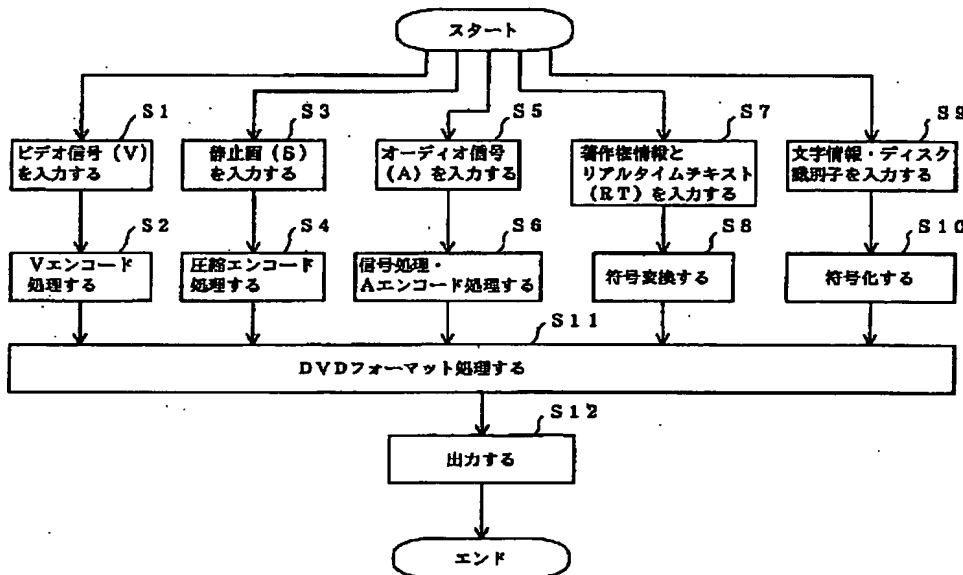 スタート
S1
S3
S5
S7
S9
ビデオ信号(V)
を入力する
静止画(S)
を入力する
オーディオ信号
(A)を入力する
著作権情報と
リアルタイムテキスト
(RT)を入力する
文字情報・ディスク
識別子を入力する
S2
S4
S6
S8
S10
Vエンコード
処理する
圧縮エンコード
処理する
信号処理・
Aエンコード処理する
符号変換する
符号化する
S11
DVDフォーマット処理する
S12
出力する
エンド